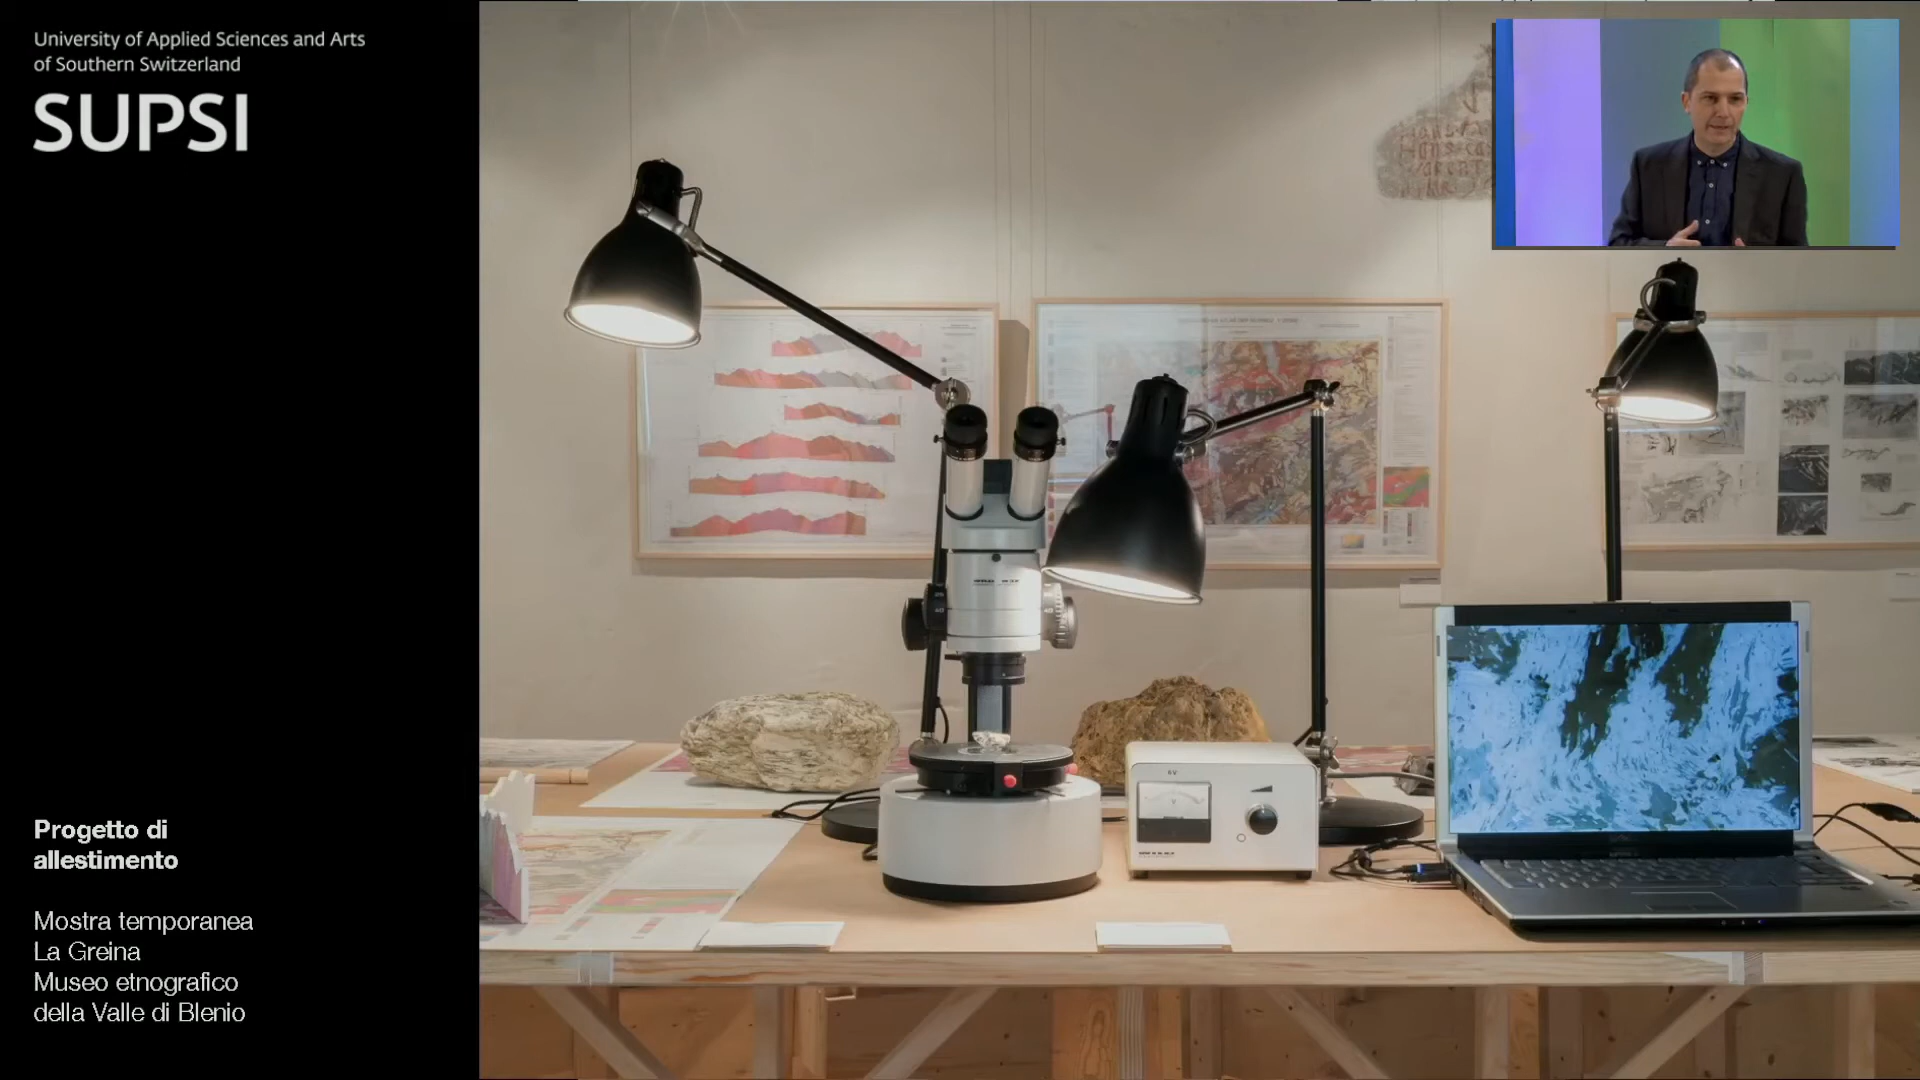 University of Applied Sciences and Arts
of Southern Switzerland
SUPSI
Progetto di
allestimento
Mostra temporanea
La Greina
Museo etnografico
della Valle di Blenio
6V
V